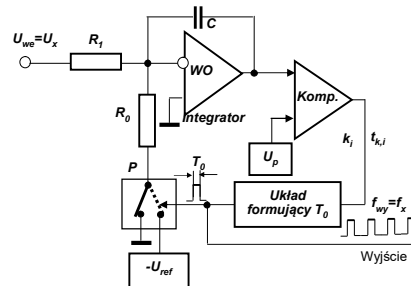 C
U_we=U_x
R_1
WO
Komp.
R_0
Integrator
k_i
t_k,i
U_p
P
T_0
Układ
formujący T_0
f_wy=f_x
Wyjście
-U_ref